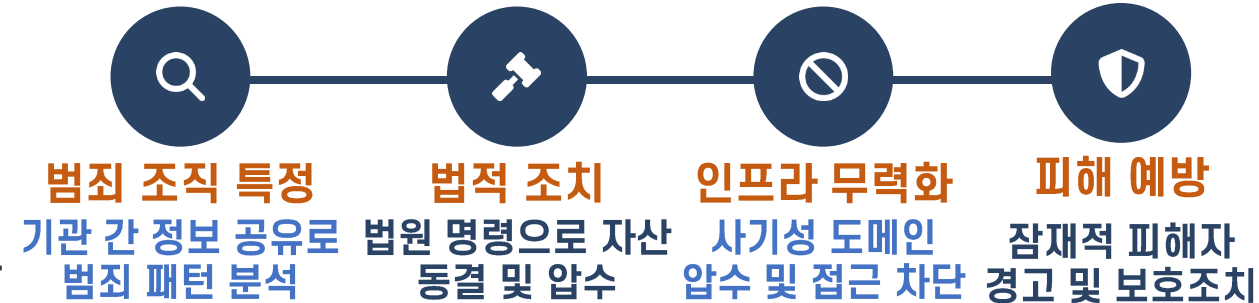 범죄 조직 특정
기관 간 정보 공유로
범죄 패턴 분석
법적 조치
법원 명령으로 자산
동결 및 압수
인프라 무력화
사기성 도메인
압수 및 접근 차단
피해 예방
잠재적 피해자
경고 및 보호조치